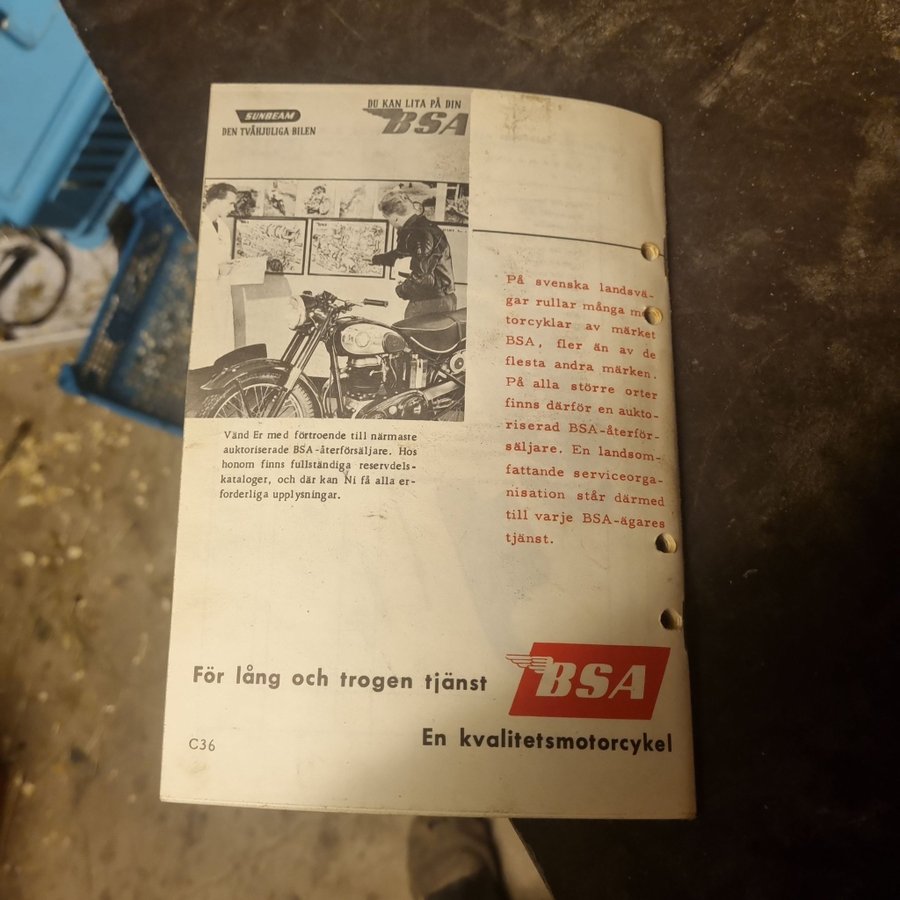 SUNBEAM
DEN TVÅHJULIGA BILEN
DU KAN LITA PÅ DIN
BSA
På svenska landsvä-
gar rullar många mo-
torcyklar av märket
BSA, fler än av de
flesta andra märken.
På alla större orter
finns därför en aukto-
riserad BSA-återför-
säljare. En landsom-
fattande serviceorga-
nisation står därmed
till varje BSA-ägares
tjänst.
Vänd Er med förtroende till närmaste
auktoriserade BSA-återförsäljare. Hos
honom finns fullständiga reservdels-
kataloger, och där kan Ni få alla er-
forderliga upplysningar.
För lång och trogen tjänst
BSA
En kvalitetsmotorcykel
C36